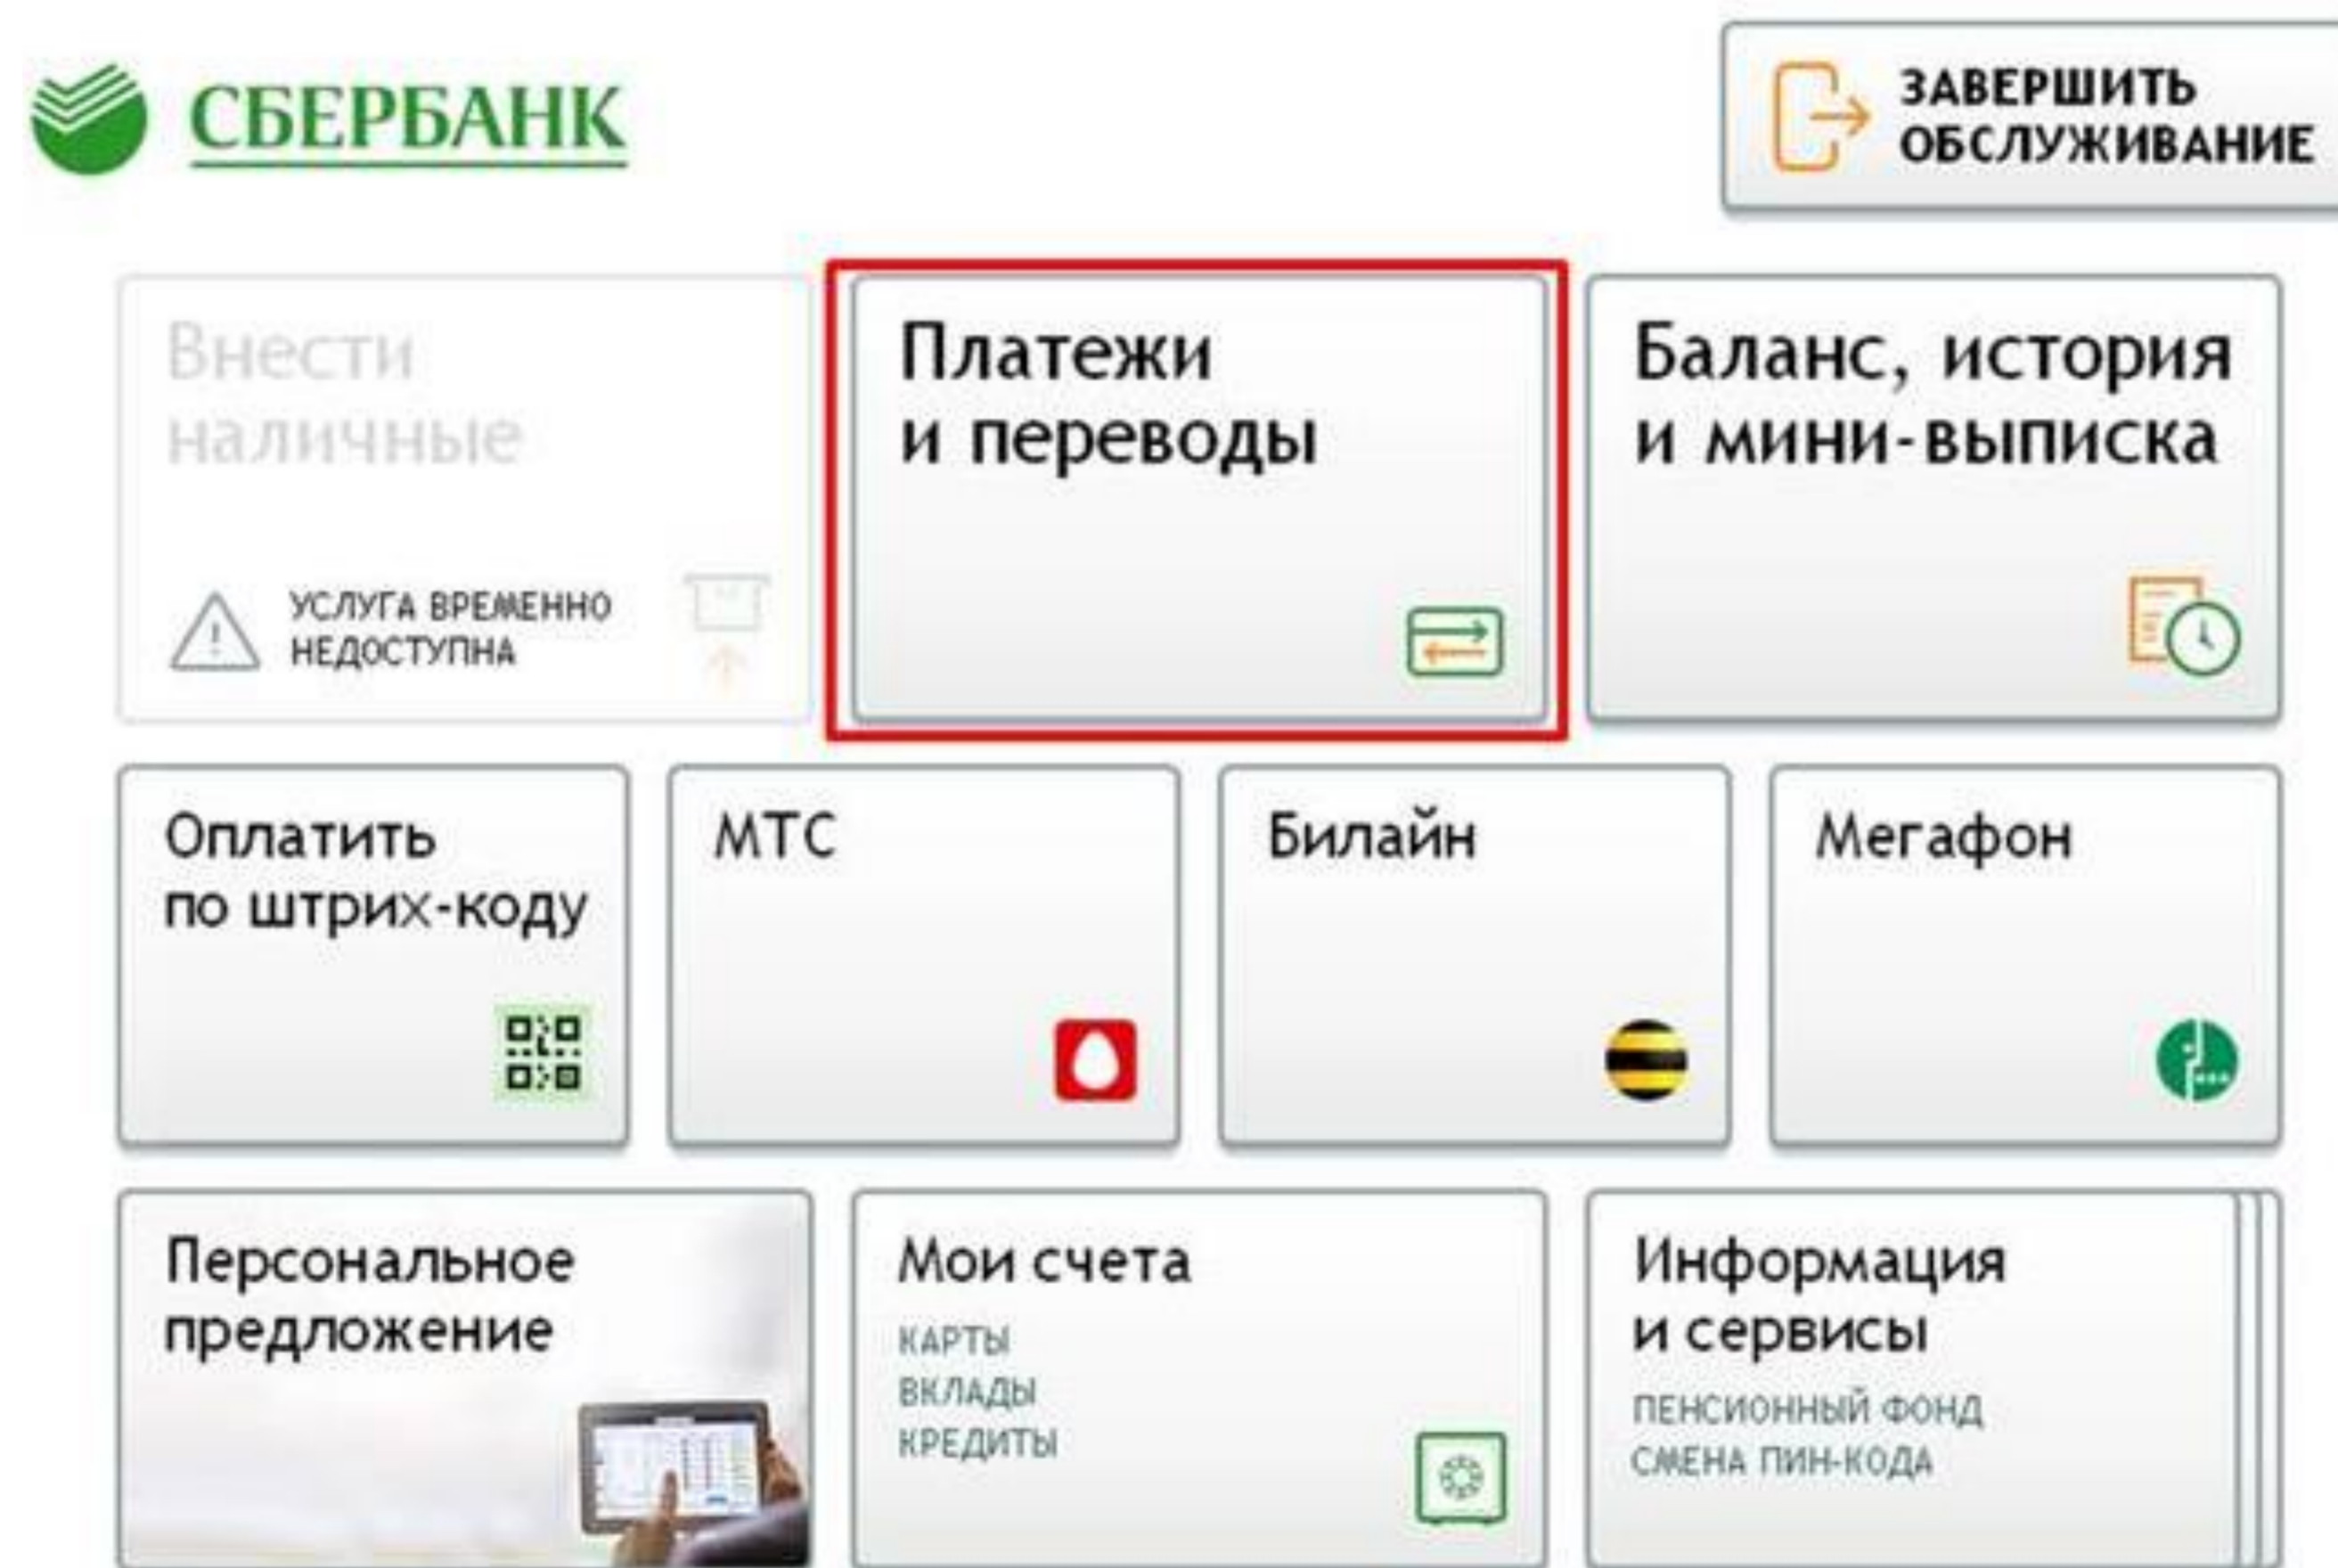 СБЕРБАНК
ЗАВЕРШИТЬ
ОБСЛУЖИВАНИЕ
Внести
наличные
УСЛУГА ВРЕМЕННО
НЕДОСТУПНА
Платежи
и переводы
Баланс, история
и мини-выписка
Оплатить
по штрих-коду
МТС
Билайн
Мегафон
Персональное
предложение
Мои счета
КАРТЫ
ВКЛАДЫ
КРЕДИТЫ
Информация
и сервисы
ПЕНСИОННЫЙ ФОНД
СМЕНА ПИН-КОДА